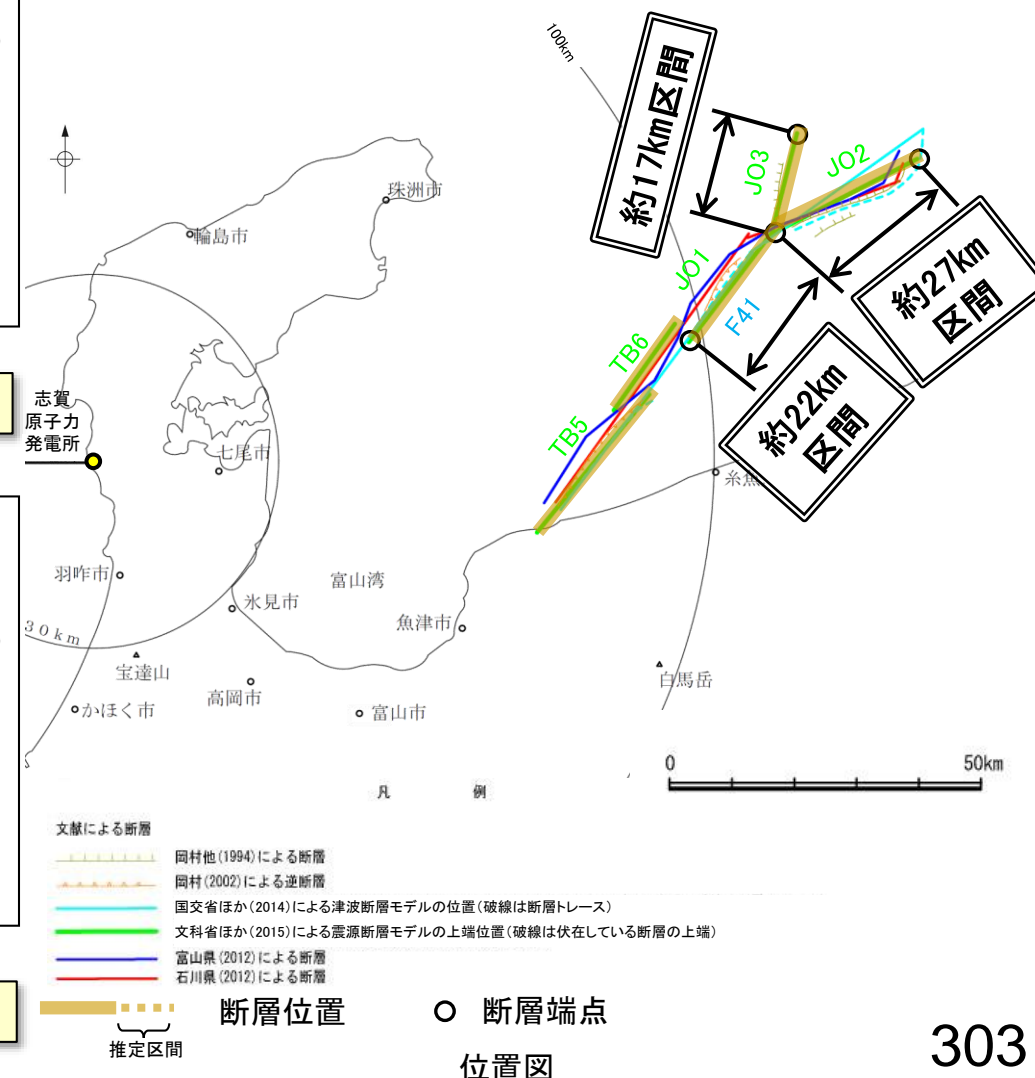 100km
約17km区間
JO3
JO2
珠洲市
輪島市
JO1
約27km
区間
F41
TB6
約22km
区間
志賀
原子力
発電所
TB5
七尾市
糸魚
羽咋市
富山湾
氷見市
魚津市
30km
宝達山
白馬岳
高岡市
かほく市
富山市
0 50km
凡 例
文献による断層
岡村他(1994)による断層
岡村(2002)による逆断層
国交省ほか(2014)による津波断層モデルの位置(破線は断層トレース)
文科省ほか(2015)による震源断層モデルの上端位置(破線は伏在している断層の上端)
富山県(2012)による断層
石川県(2012)による断層
断層位置 断層端点
推定区間
位置図
303